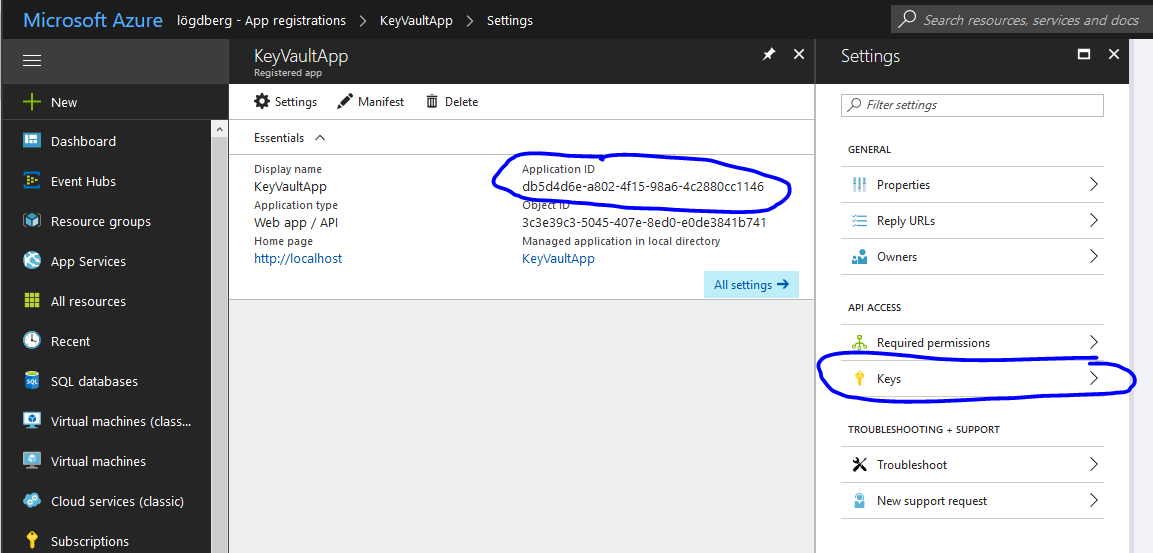 Microsoft Azure lögdberg - App registrations > KeyVaultApp > Settings
Search resources, services and docs
New
Dashboard
Event Hubs
Resource groups
App Services
All resources
Recent
SQL databases
Virtual machines (class...
Virtual machines
Cloud services (classic)
Subscriptions
KeyVaultApp
Registered app
Settings Manifest Delete
Essentials
Display name
KeyVaultApp
Application type
Web app / API
Home page
http://localhost
Application ID
db5d4d6e-a802-4f15-98a6-4c2880cc1146
Object ID
3c3e39c3-5045-407e-8ed0-e0de3841b741
Managed application in local directory
KeyVaultApp
All settings →
Settings
Filter settings
GENERAL
Properties
Reply URLs
Owners
API ACCESS
Required permissions
Keys
TROUBLESHOOTING + SUPPORT
Troubleshoot
New support request